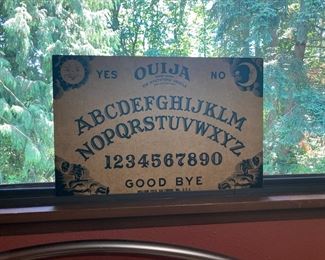 YES OUIJA NO
ABCDEFGHIJKLM
NOPQRSTUVWXYZ
1234567890
GOOD BYE